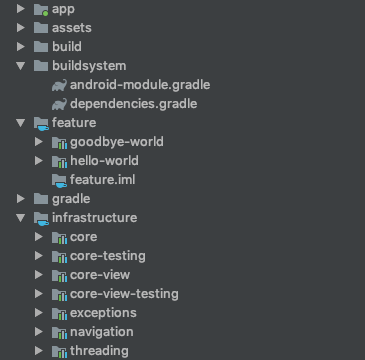 app
assets
build
buildsystem
android-module.gradle
dependencies.gradle
feature
goodbye-world
hello-world
feature.iml
gradle
infrastructure
core
core-testing
core-view
core-view-testing
exceptions
navigation
threading